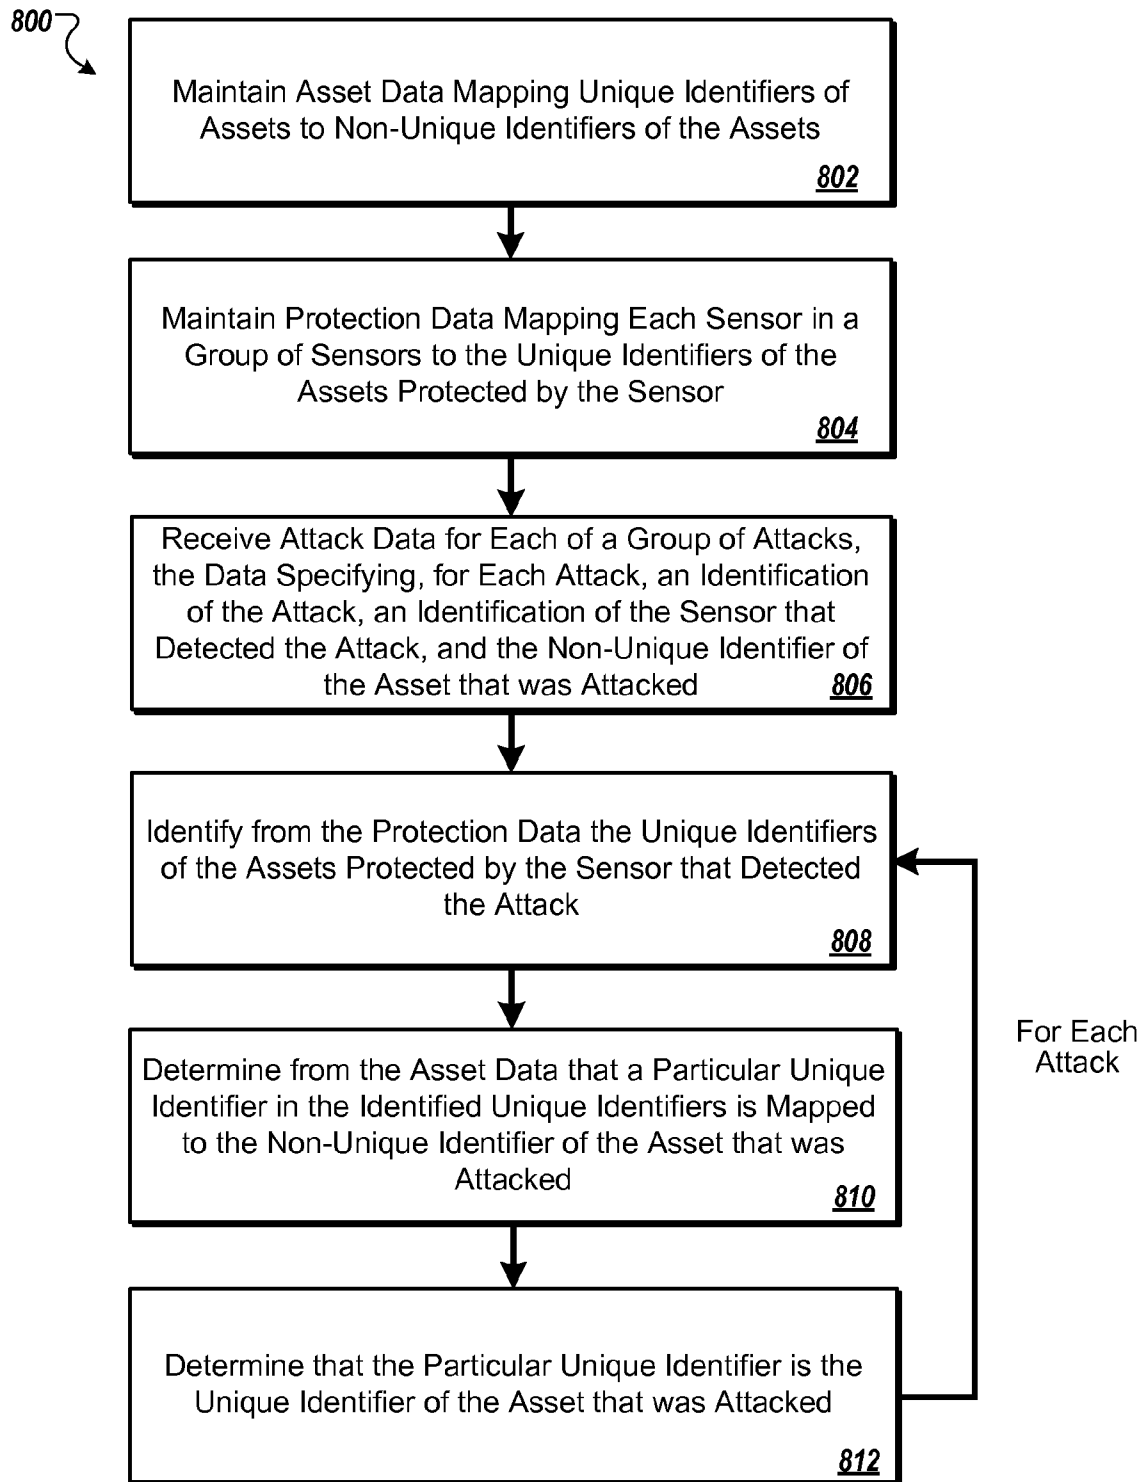 800
Maintain Asset Data Mapping Unique Identifiers of
Assets to Non-Unique Identifiers of the Assets
802
Maintain Protection Data Mapping Each Sensor in a
Group of Sensors to the Unique Identifiers of the
Assets Protected by the Sensor
804
Receive Attack Data for Each of a Group of Attacks,
the Data Specifying, for Each Attack, an Identification
of the Attack, an Identification of the Sensor that
Detected the Attack, and the Non-Unique Identifier of
the Asset that was Attacked
806
Identify from the Protection Data the Unique Identifiers
of the Assets Protected by the Sensor that Detected
the Attack
808
Determine from the Asset Data that a Particular Unique
Identifier in the Identified Unique Identifiers is Mapped
to the Non-Unique Identifier of the Asset that was
Attacked
810
Determine that the Particular Unique Identifier is the
Unique Identifier of the Asset that was Attacked
812
For Each
Attack